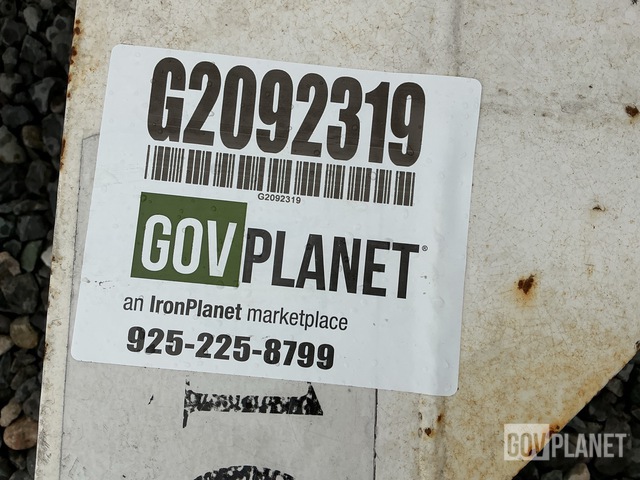 G2092319
G2092319
GOVPLANET®
an IronPlanet marketplace
925-225-8799
GOVPLANET